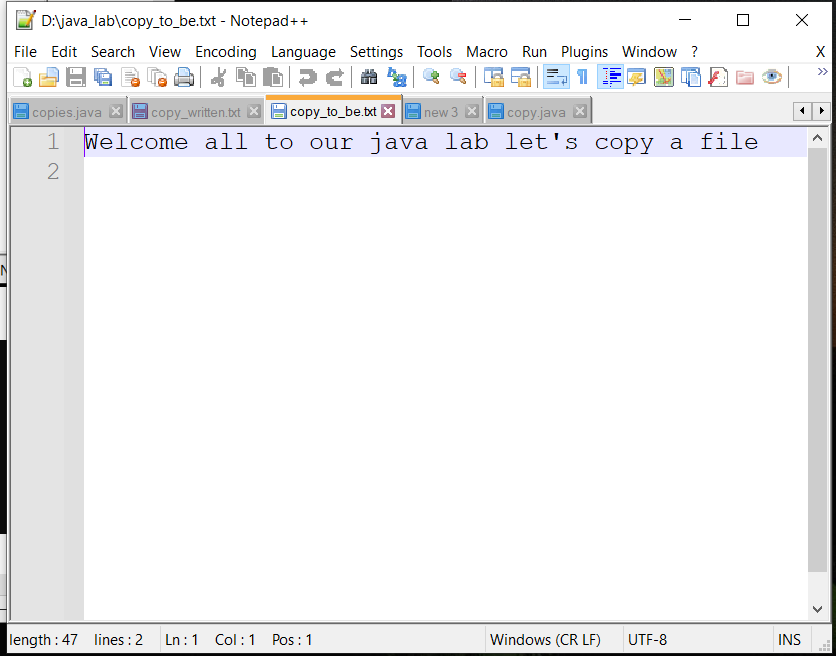 D:\java_lab\copy_to_be.txt - Notepad++
File Edit Search View Encoding Language Settings Tools Macro Run Plugins Window ? X
copies.java copy_written.txt copy_to_be.txt new 3 copy.java
1 Welcome all to our java lab let's copy a file
2
length : 47 lines : 2 Ln : 1 Col : 1 Pos : 1 Windows (CR LF) UTF-8 INS